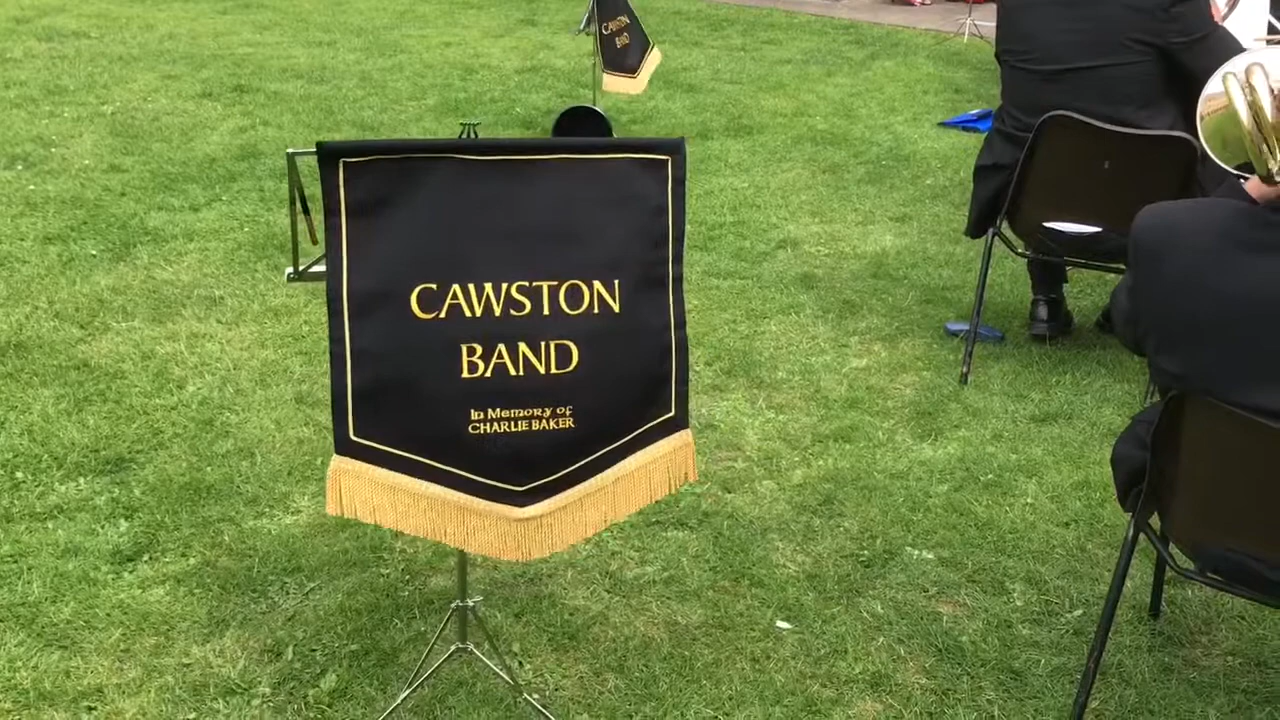 CAWSTON
BAND
CAWSTON
BAND
In Memory of
CHARLIE BAKER